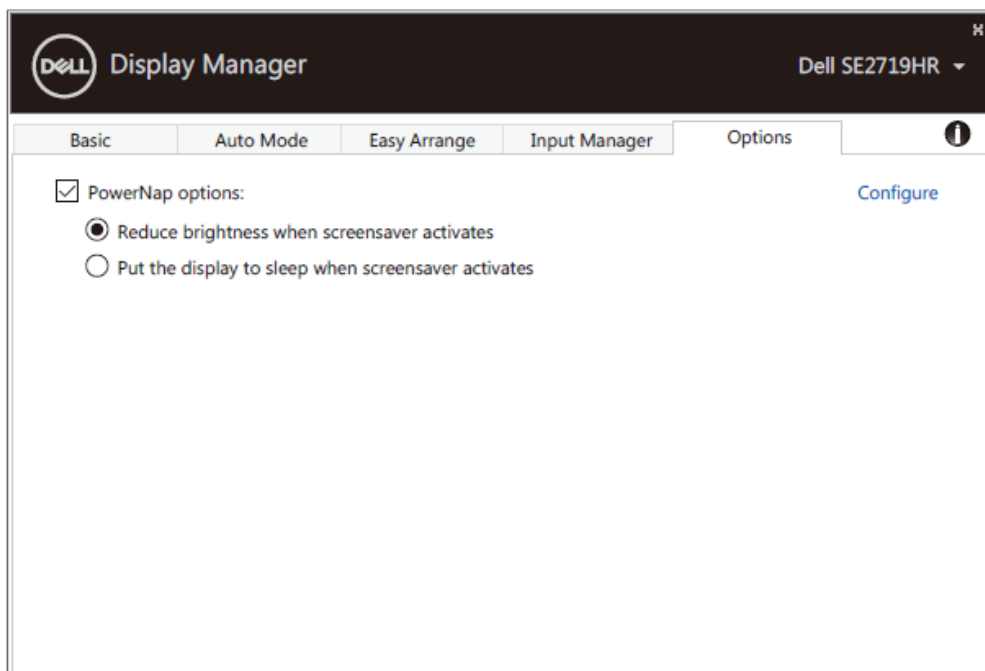 DELL Display Manager
Dell SE2719HR
Basic Auto Mode Easy Arrange Input Manager Options
PowerNap options: Configure
Reduce brightness when screensaver activates
Put the display to sleep when screensaver activates